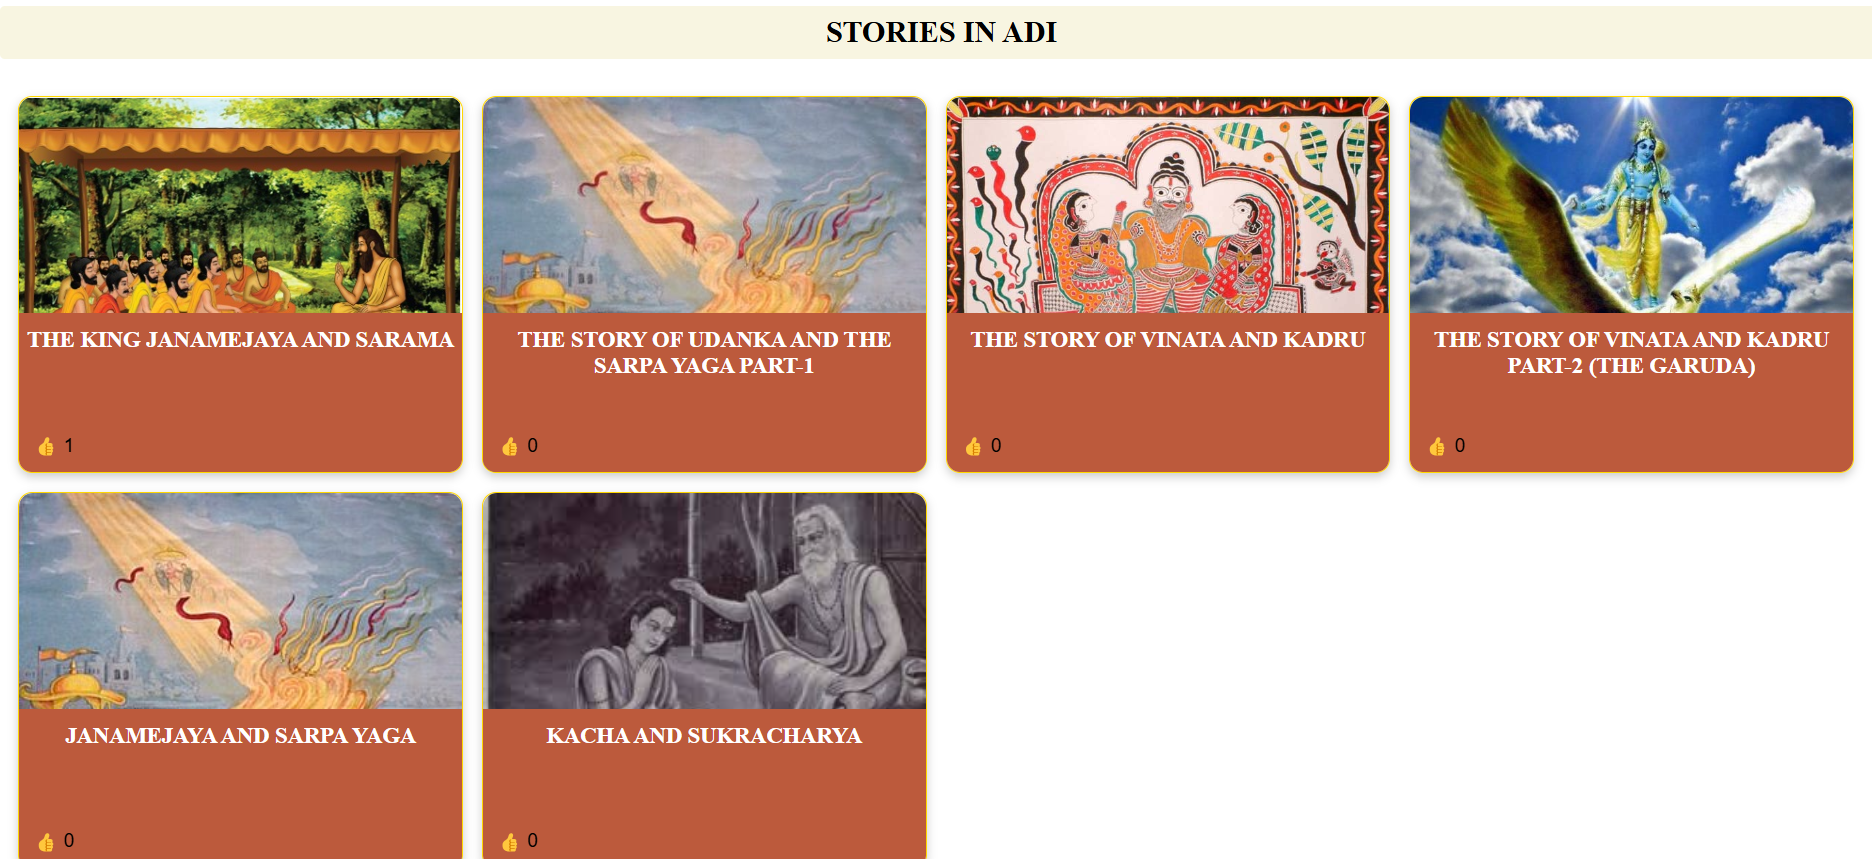 STORIES IN ADI
THE KING JANAMEJAYA AND SARAMA
👍 1
THE STORY OF UDANKA AND THE
SARPA YAGA PART-1
👍 0
THE STORY OF VINATA AND KADRU
👍 0
THE STORY OF VINATA AND KADRU
PART-2 (THE GARUDA)
👍 0
JANAMEJAYA AND SARPA YAGA
👍 0
KACHA AND SUKRACHARYA
👍 0